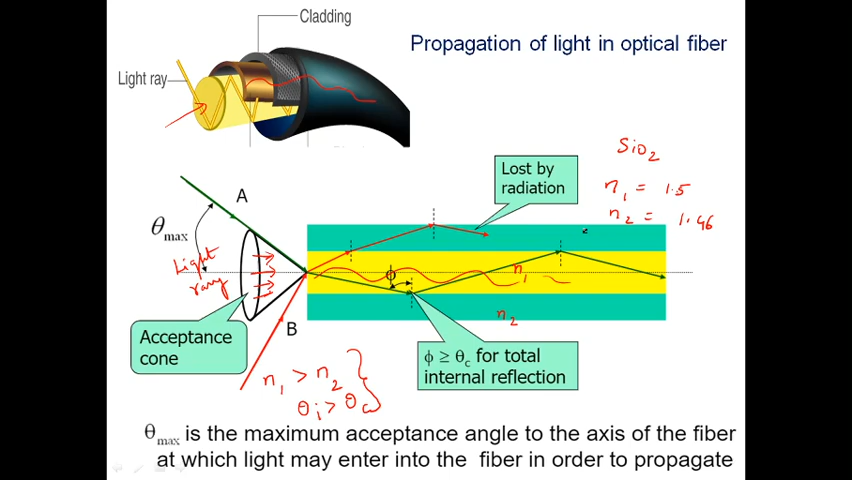 Cladding
Propagation of light in optical fiber
Light ray
SiO₂
Lost by
radiation
n₁ = 1.5
n₂ = 1.46
A
θmax
Light
ray
ϕ
n₁
n₂
Acceptance
cone
B
ϕ ≥ θc for total
internal reflection
n₁ > n₂
θi > θc
θmax is the maximum acceptance angle to the axis of the fiber
at which light may enter into the fiber in order to propagate